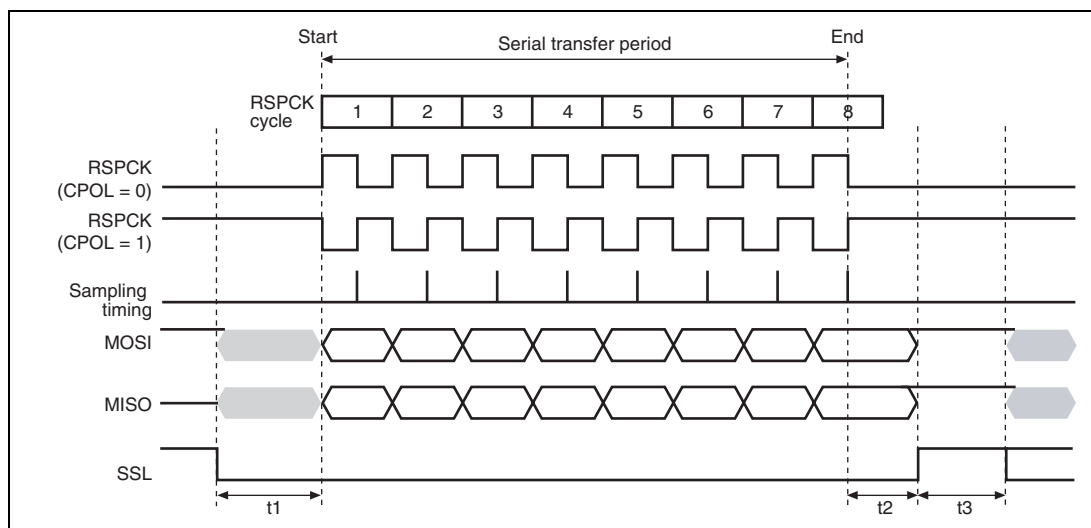 Start
Serial transfer period
End
RSPCK
cycle
1 2 3 4 5 6 7 8
RSPCK
(CPOL = 0)
RSPCK
(CPOL = 1)
Sampling
timing
MOSI
MISO
SSL
t1
t2
t3